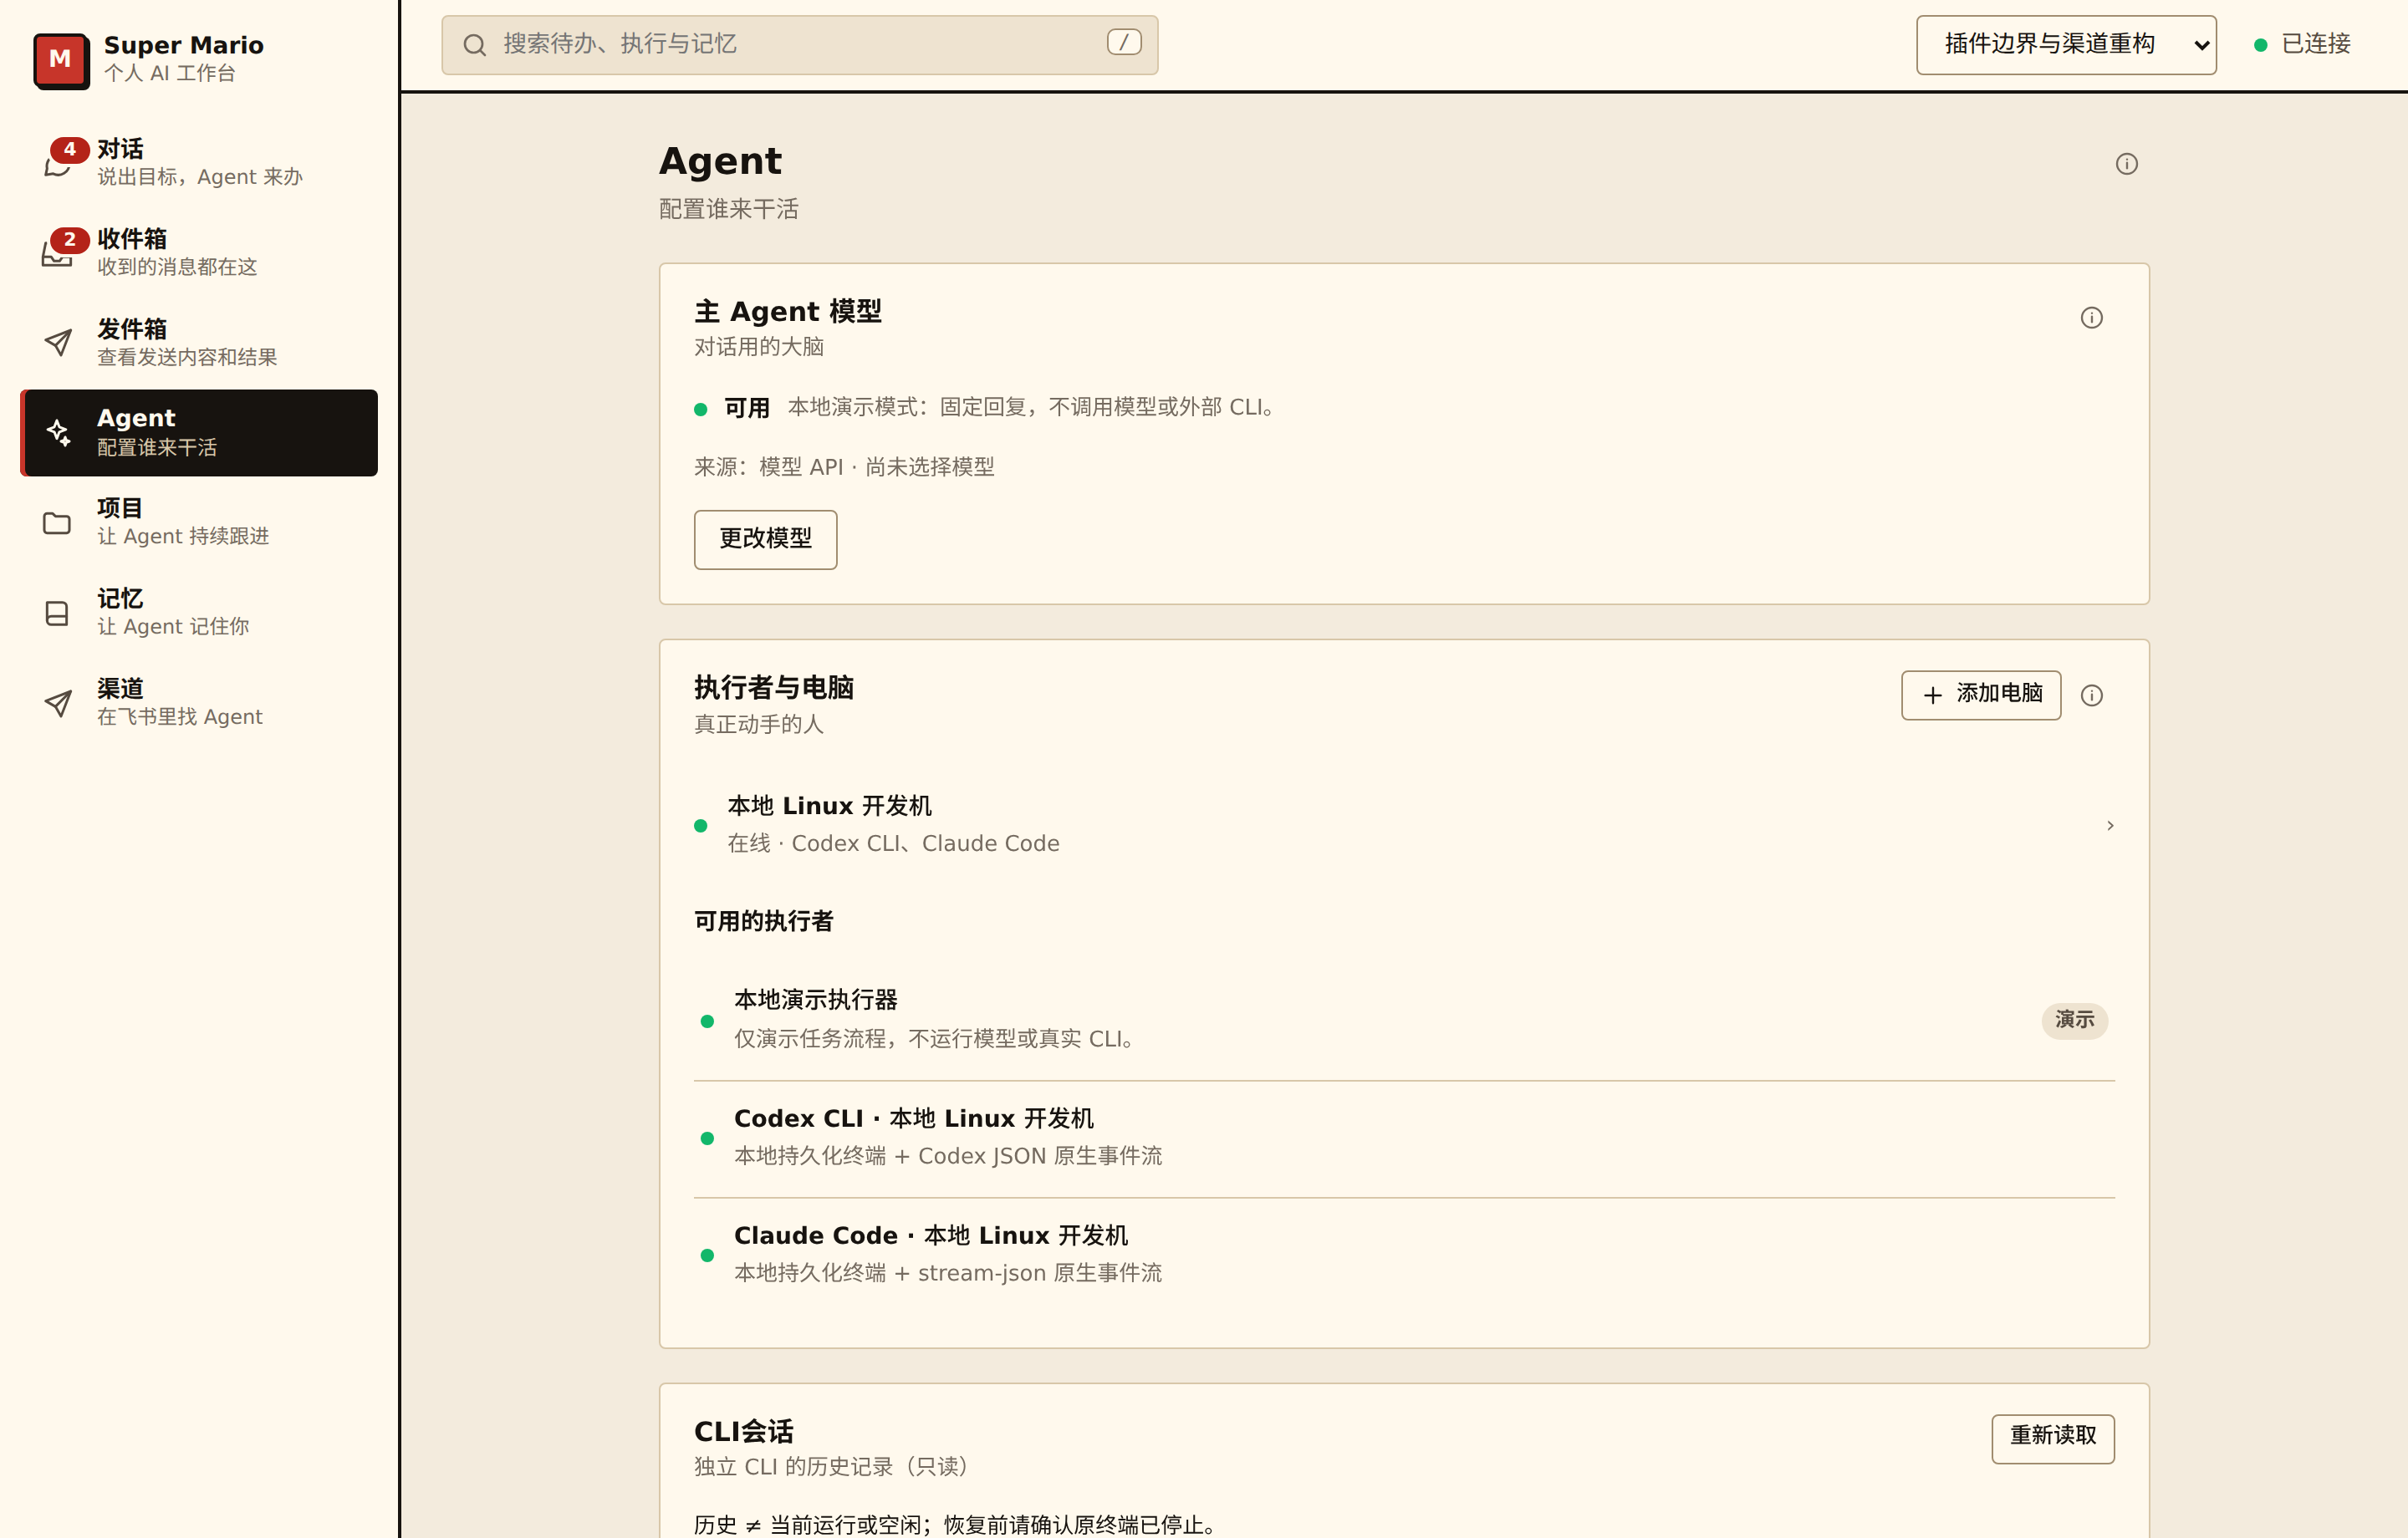 M
Super Mario
个人 AI 工作台
4
对话
说出目标，Agent 来办
2
收件箱
收到的消息都在这
发件箱
查看发送内容和结果
Agent
配置谁来干活
项目
让 Agent 持续跟进
记忆
让 Agent 记住你
渠道
在飞书里找 Agent
搜索待办、执行与记忆
/
插件边界与渠道重构
已连接
Agent
配置谁来干活
主 Agent 模型
对话用的大脑
可用 本地演示模式：固定回复，不调用模型或外部 CLI。
来源：模型 API · 尚未选择模型
更改模型
执行者与电脑
真正动手的人
添加电脑
本地 Linux 开发机
在线 · Codex CLI、Claude Code
可用的执行者
本地演示执行器
仅演示任务流程，不运行模型或真实 CLI。
演示
Codex CLI · 本地 Linux 开发机
本地持久化终端 + Codex JSON 原生事件流
Claude Code · 本地 Linux 开发机
本地持久化终端 + stream-json 原生事件流
CLI会话
独立 CLI 的历史记录（只读）
重新读取
历史 ≠ 当前运行或空闲；恢复前请确认原终端已停止。